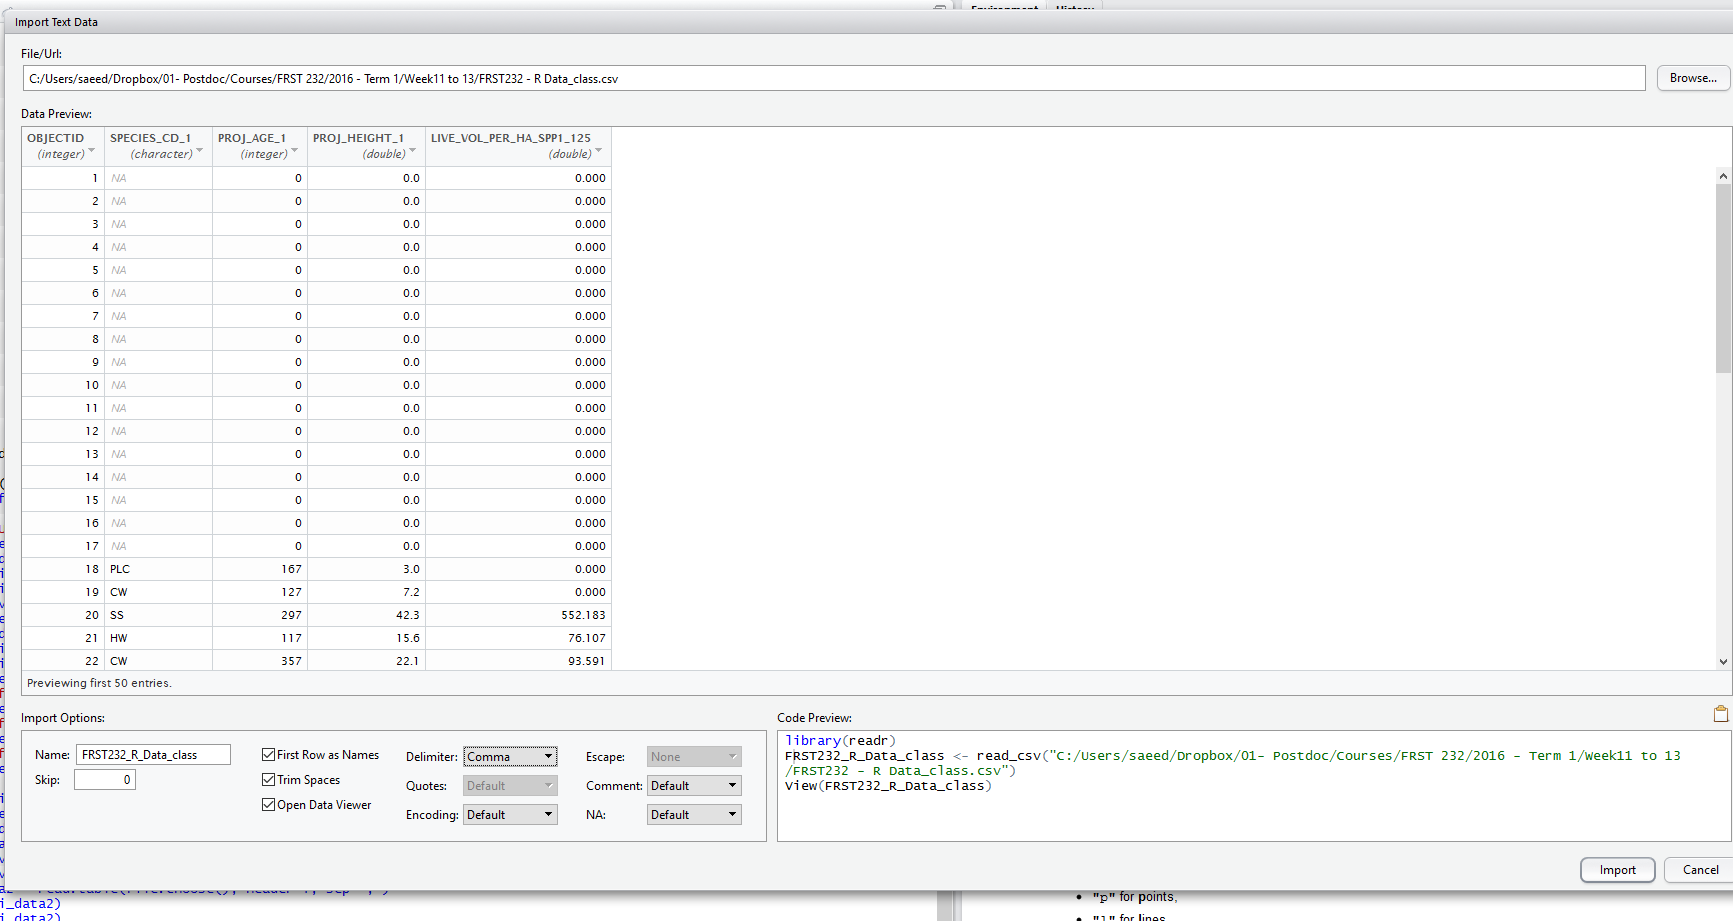 Environment History
Import Text Data
File/Url:
C:/Users/saeed/Dropbox/01- Postdoc/Courses/FRST 232/2016 - Term 1/Week11 to 13/FRST232 - R Data_class.csv
Browse...
Data Preview:
OBJECTID SPECIES_CD_1 PROJ_AGE_1 PROJ_HEIGHT_1 LIVE_VOL_PER_HA_SPP1_125
(integer) (character) (integer) (double) (double)
1 NA 0 0.0 0.000
2 NA 0 0.0 0.000
3 NA 0 0.0 0.000
4 NA 0 0.0 0.000
5 NA 0 0.0 0.000
6 NA 0 0.0 0.000
7 NA 0 0.0 0.000
8 NA 0 0.0 0.000
9 NA 0 0.0 0.000
10 NA 0 0.0 0.000
11 NA 0 0.0 0.000
12 NA 0 0.0 0.000
13 NA 0 0.0 0.000
14 NA 0 0.0 0.000
15 NA 0 0.0 0.000
16 NA 0 0.0 0.000
17 NA 0 0.0 0.000
18 PLC 167 3.0 0.000
19 CW 127 7.2 0.000
20 SS 297 42.3 552.183
21 HW 117 15.6 76.107
22 CW 357 22.1 93.591
Previewing first 50 entries.
Import Options:
Name: FRST232_R_Data_class
Skip: 0
First Row as Names
Trim Spaces
Open Data Viewer
Delimiter: Comma
Quotes: Default
Encoding: Default
Escape: None
Comment: Default
NA: Default
Code Preview:
library(readr)
FRST232_R_Data_class <- read_csv("C:/Users/saeed/Dropbox/01- Postdoc/Courses/FRST 232/2016 - Term 1/Week11 to 13
/FRST232 - R Data_class.csv")
View(FRST232_R_Data_class)
Import Cancel
i_data2)
i_data2)
• "p" for points,
• "l" for lines